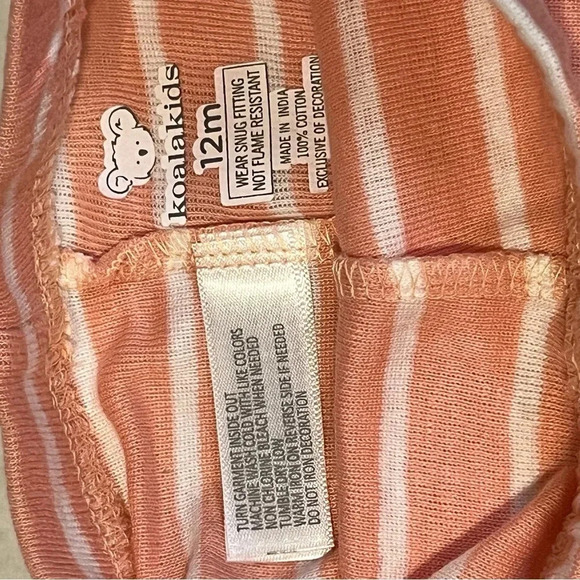 koalakids
12m
WEAR SNUG FITTING
NOT FLAME RESISTANT
MADE IN INDIA
100% COTTON
EXCLUSIVE OF DECORATION
TURN GARMENT INSIDE OUT
MACHINE WASH COLD WITH LIKE COLORS
NON CHLORINE BLEACH WHEN NEEDED
TUMBLE DRY LOW
WARM IRON ON REVERSE SIDE IF NEEDED
DO NOT IRON DECORATION